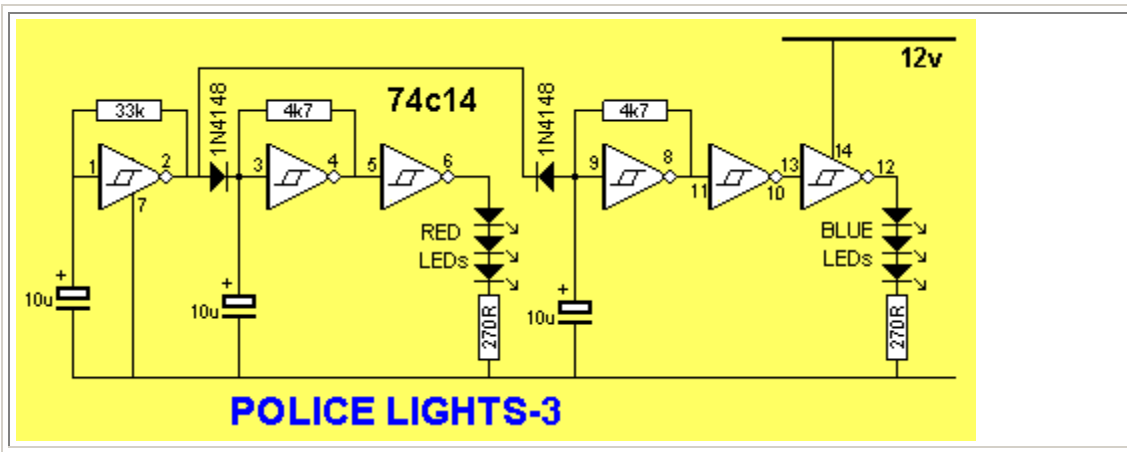 12v
33k
1N4148
4k7
74c14
1N4148
4k7
1
2
3
4
5
6
9
8
11
10
13
14
12
7
RED
LEDs
BLUE
LEDs
+
10u
+
10u
+
10u
270R
270R
POLICE LIGHTS-3